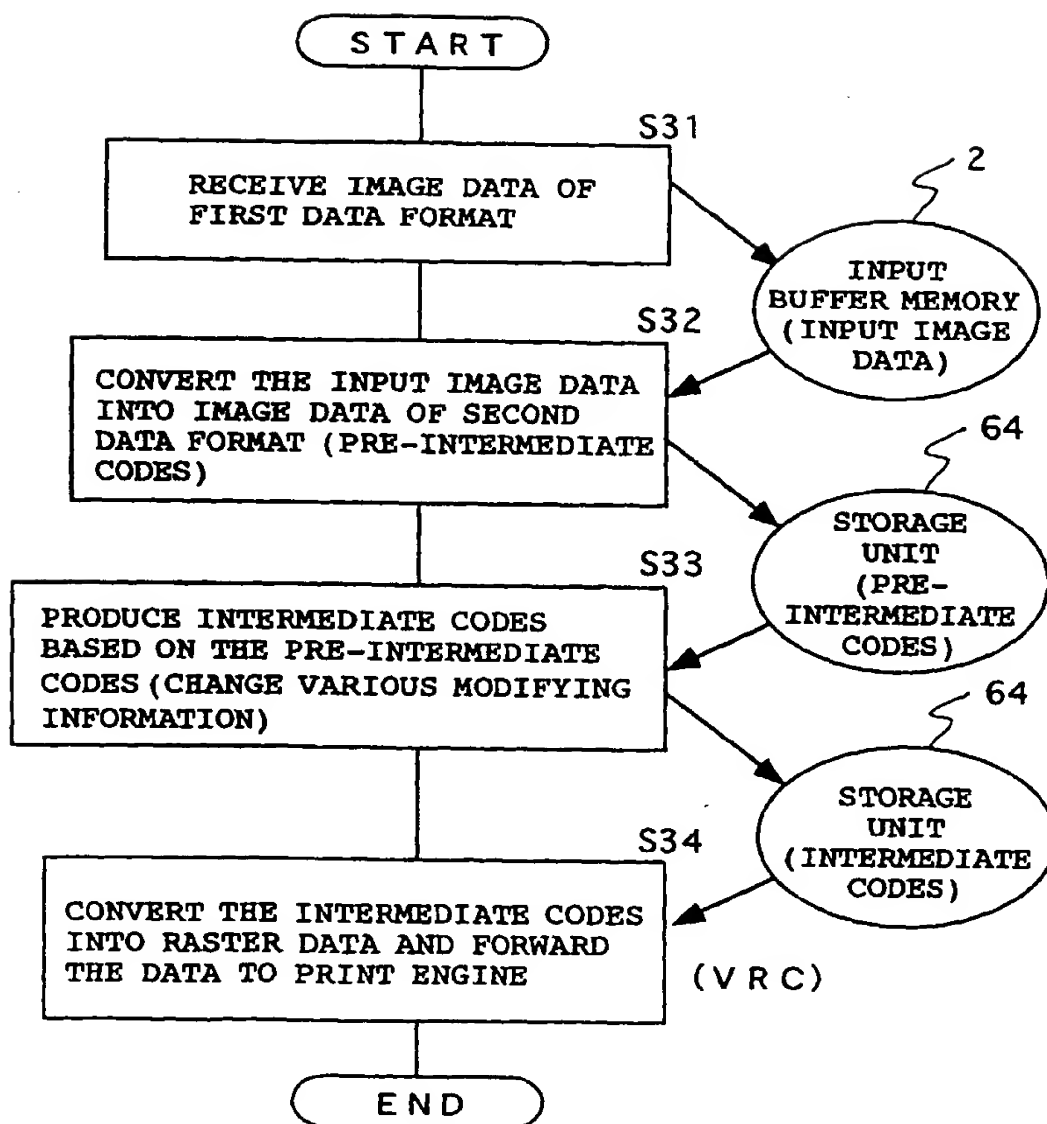 START
S31
RECEIVE IMAGE DATA OF
FIRST DATA FORMAT
2
INPUT
BUFFER MEMORY
(INPUT IMAGE
DATA)
S32
CONVERT THE INPUT IMAGE DATA
INTO IMAGE DATA OF SECOND
DATA FORMAT (PRE-INTERMEDIATE
CODES)
64
STORAGE
UNIT
(PRE-
INTERMEDIATE
CODES)
S33
PRODUCE INTERMEDIATE CODES
BASED ON THE PRE-INTERMEDIATE
CODES (CHANGE VARIOUS MODIFYING
INFORMATION)
64
STORAGE
UNIT
(INTERMEDIATE
CODES)
S34
CONVERT THE INTERMEDIATE CODES
INTO RASTER DATA AND FORWARD
THE DATA TO PRINT ENGINE
(VRC)
END